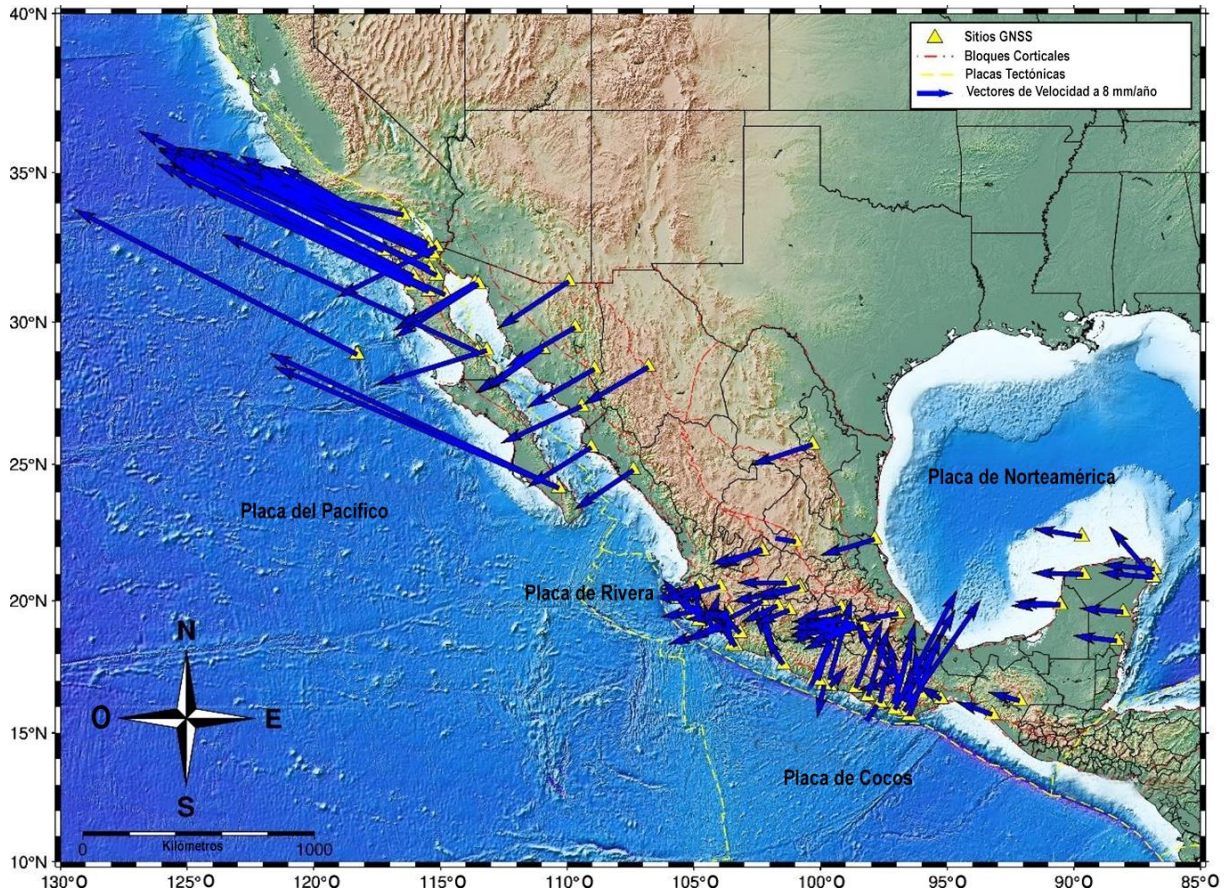 40°N
35°N
30°N
25°N
20°N
15°N
10°N
Sitios GNSS
Bloques Corticales
Placas Tectónicas
Vectores de Velocidad a 8 mm/año
Placa de Norteamérica
Placa del Pacífico
Placa de Rivera
Placa de Cocos
N
O
E
S
0
Kilómetros
1000
130°O
125°O
120°O
115°O
110°O
105°O
100°O
95°O
90°O
85°O